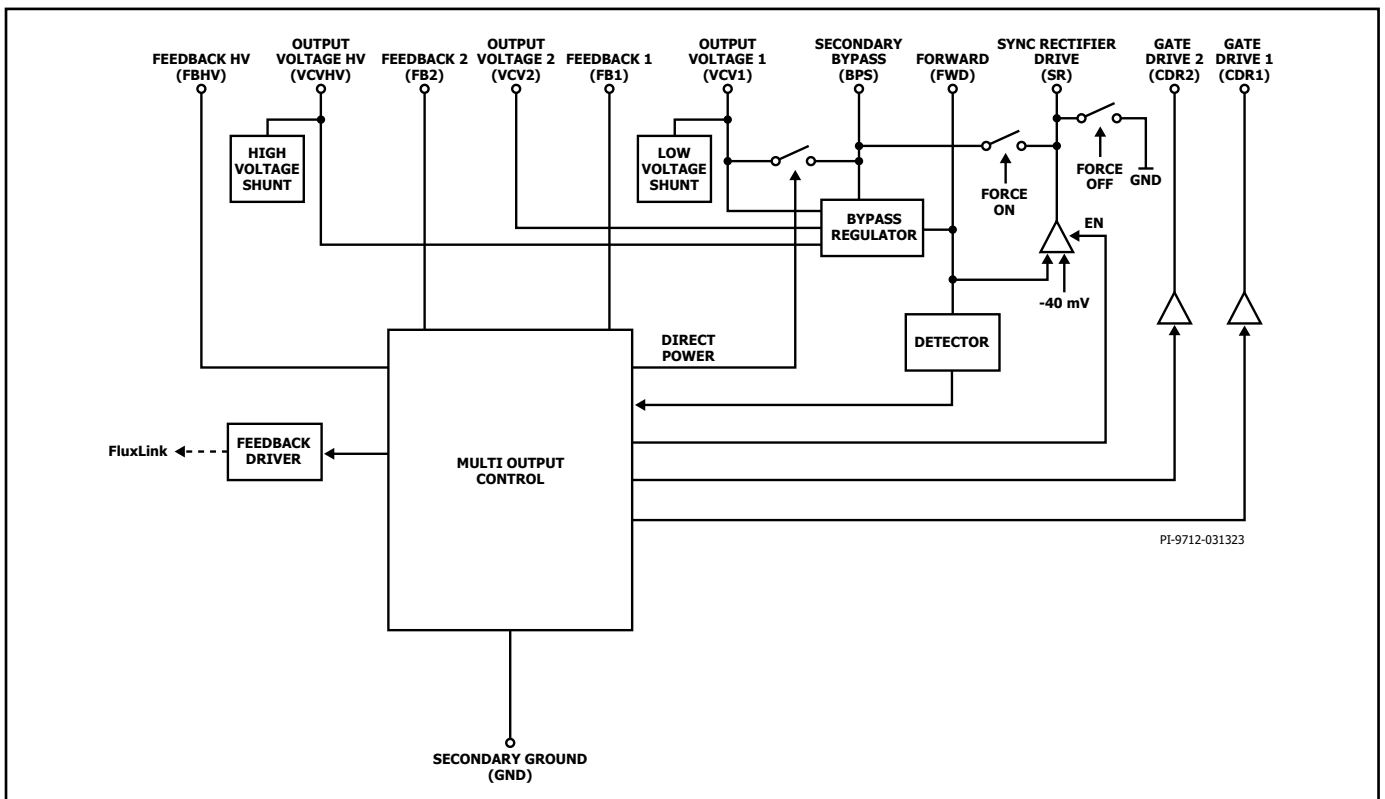 FEEDBACK HV
(FBHV)
OUTPUT
VOLTAGE HV
(VCVHV)
FEEDBACK 2
(FB2)
OUTPUT
VOLTAGE 2
(VCV2)
FEEDBACK 1
(FB1)
OUTPUT
VOLTAGE 1
(VCV1)
SECONDARY
BYPASS
(BPS)
FORWARD
(FWD)
SYNC RECTIFIER
DRIVE
(SR)
GATE
DRIVE 2
(CDR2)
GATE
DRIVE 1
(CDR1)
HIGH
VOLTAGE
SHUNT
LOW
VOLTAGE
SHUNT
FORCE
ON
FORCE
OFF
GND
BYPASS
REGULATOR
EN
-40 mV
DIRECT
POWER
DETECTOR
FluxLink
FEEDBACK
DRIVER
MULTI OUTPUT
CONTROL
PI-9712-031323
SECONDARY GROUND
(GND)